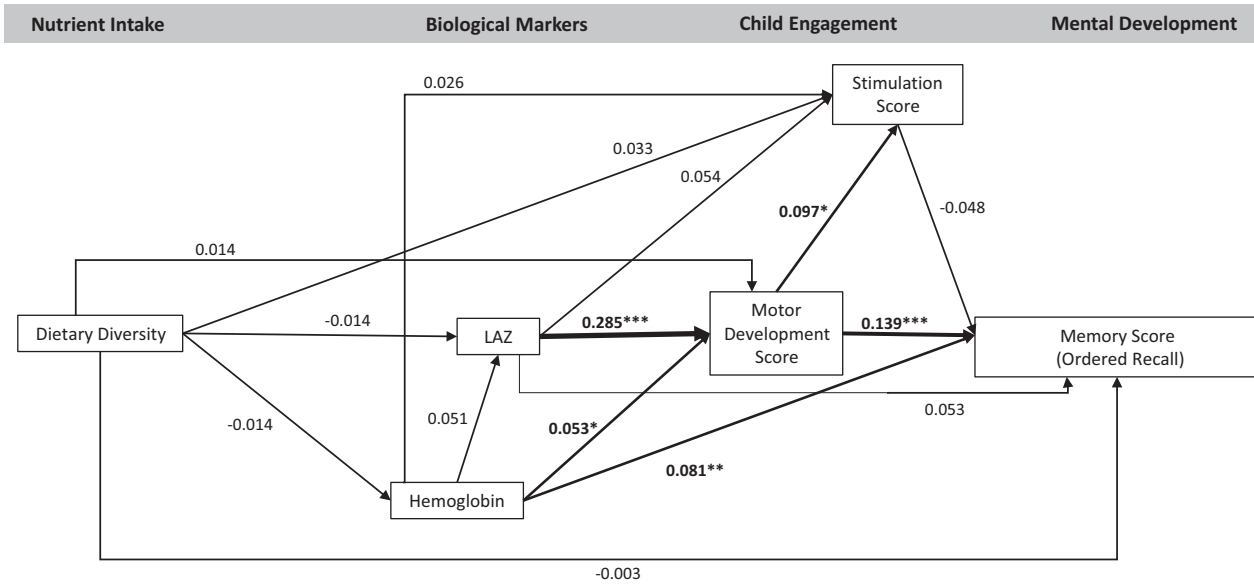 Nutrient Intake
Biological Markers
Child Engagement
Mental Development
0.026
Stimulation
Score
0.033
0.054
0.097*
-0.048
0.014
Dietary Diversity
-0.014
LAZ
0.285***
Motor
Development
Score
0.139***
Memory Score
(Ordered Recall)
-0.014
0.051
0.053*
0.053
0.081**
Hemoglobin
-0.003